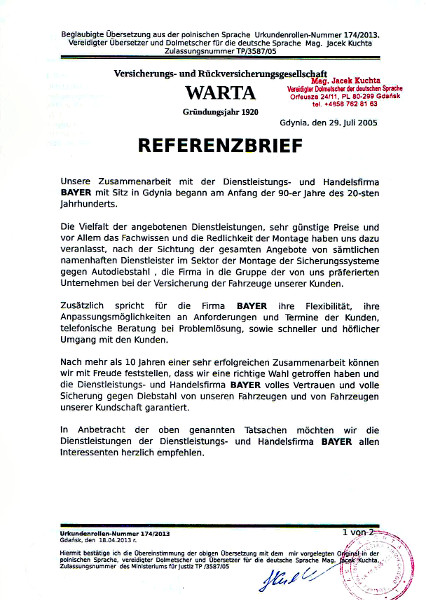 Beglaubigte Übersetzung aus der polnischen Sprache Urkundenrollen-Nummer 174/2013.
Vereidigter Übersetzer und Dolmetscher für die deutsche Sprache Mag. Jacek Kuchta
Zulassungsnummer TP/3587/05
Versicherungs- und Rückversicherungsgesellschaft
WARTA
Gründungsjahr 1920
Mag. Jacek Kuchta
Vereidigter Dolmetscher der deutschen Sprache
Orfeusza 24/11, PL 80-299 Gdańsk
tel. +4858 762 81 63
Gdynia, den 29. Juli 2005
REFERENZBRIEF
Unsere Zusammenarbeit mit der Dienstleistungs- und Handelsfirma
BAYER mit Sitz in Gdynia begann am Anfang der 90-er Jahre des 20-sten
Jahrhunderts.
Die Vielfalt der angebotenen Dienstleistungen, sehr günstige Preise und
vor Allem das Fachwissen und die Redlichkeit der Montage haben uns dazu
veranlasst, nach der Sichtung der gesamten Angebote von sämtlichen
namenhaften Dienstleister im Sektor der Montage der Sicherungssysteme
gegen Autodiebstahl , die Firma in die Gruppe der von uns präferierten
Unternehmen bei der Versicherung der Fahrzeuge unserer Kunden.
Zusätzlich spricht für die Firma BAYER ihre Flexibilität, ihre
Anpassungsmöglichkeiten an Anforderungen und Termine der Kunden,
telefonische Beratung bei Problemlösung, sowie schneller und höflicher
Umgang mit den Kunden.
Nach mehr als 10 Jahren einer sehr erfolgreichen Zusammenarbeit können
wir mit Freude feststellen, dass wir eine richtige Wahl getroffen haben und
die Dienstleistungs- und Handelsfirma BAYER volles Vertrauen und volle
Sicherung gegen Diebstahl von unseren Fahrzeugen und von Fahrzeugen
unserer Kundschaft garantiert.
In Anbetracht der oben genannten Tatsachen möchten wir die
Dienstleistungen der Dienstleistungs- und Handelsfirma BAYER allen
Interessenten herzlich empfehlen.
Urkundenrollen-Nummer 174/2013
1 von 2
Gdańsk, den 18.04.2013 r.
Hiermit bestätige ich die Übereinstimmung der obigen Übersetzung mit dem mir vorgelegten Original in der
polnischen Sprache, vereidigter Dolmetscher und Übersetzer für die deutsche Sprache Mag. Jacek Kuchta,
Zulassungsnummer des Ministeriums für Justiz TP /3587/05